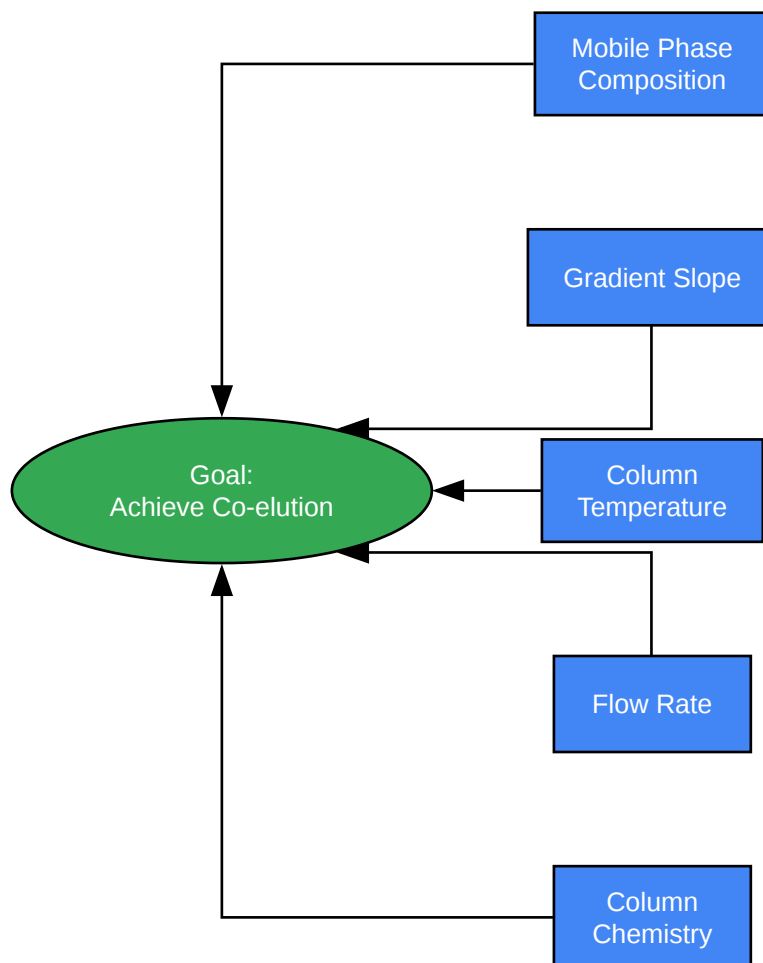 Mobile Phase
Composition
Gradient Slope
Goal:
Achieve Co-elution
Column
Temperature
Flow Rate
Column
Chemistry